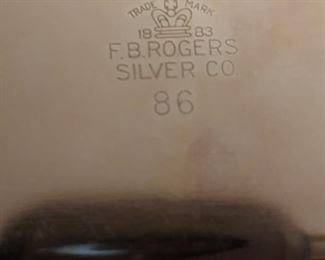 TRADE MARK
18 83
F.B.ROGERS
SILVER CO.
86